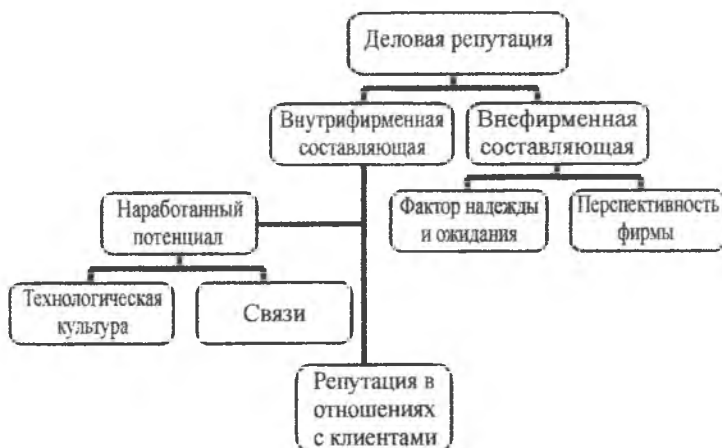 Деловая репутация
Внутрифирменная
составляющая
Внефирменная
составляющая
Наработанный
потенциал
Фактор надежды
и ожидания
Перспективность
фирмы
Технологическая
культура
Связи
Репутация в
отношениях
с клиентами